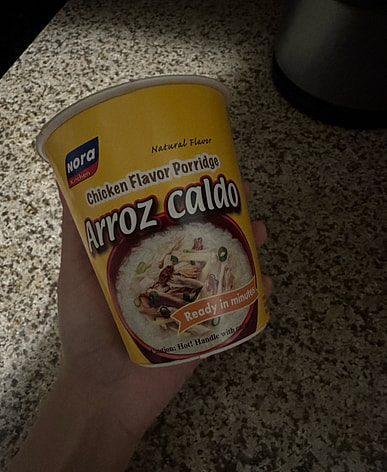 Nora
Kitchen
Natural Flavor
Chicken Flavor Porridge
Arroz caldo
Ready in minutes
Hot! Handle with